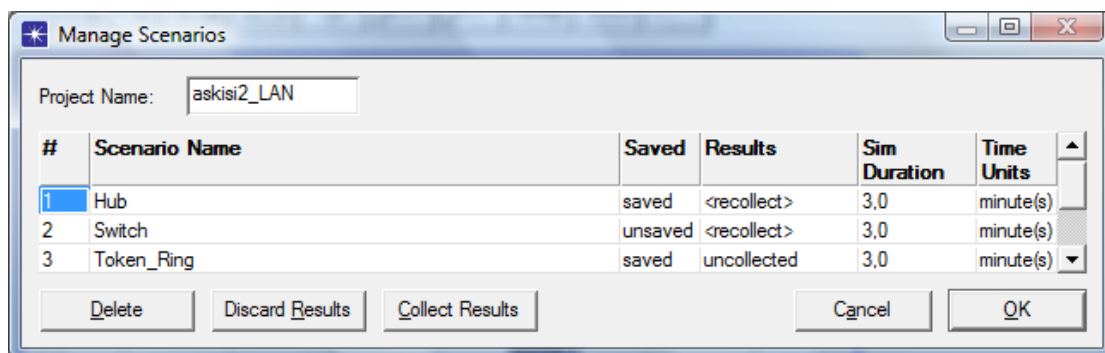 Manage Scenarios
Project Name: askisi2_LAN
# Scenario Name Saved Results Sim Duration Time Units
1 Hub saved <recollect> 3,0 minute(s)
2 Switch unsaved <recollect> 3,0 minute(s)
3 Token_Ring saved uncollected 3,0 minute(s)
Delete Discard Results Collect Results Cancel OK